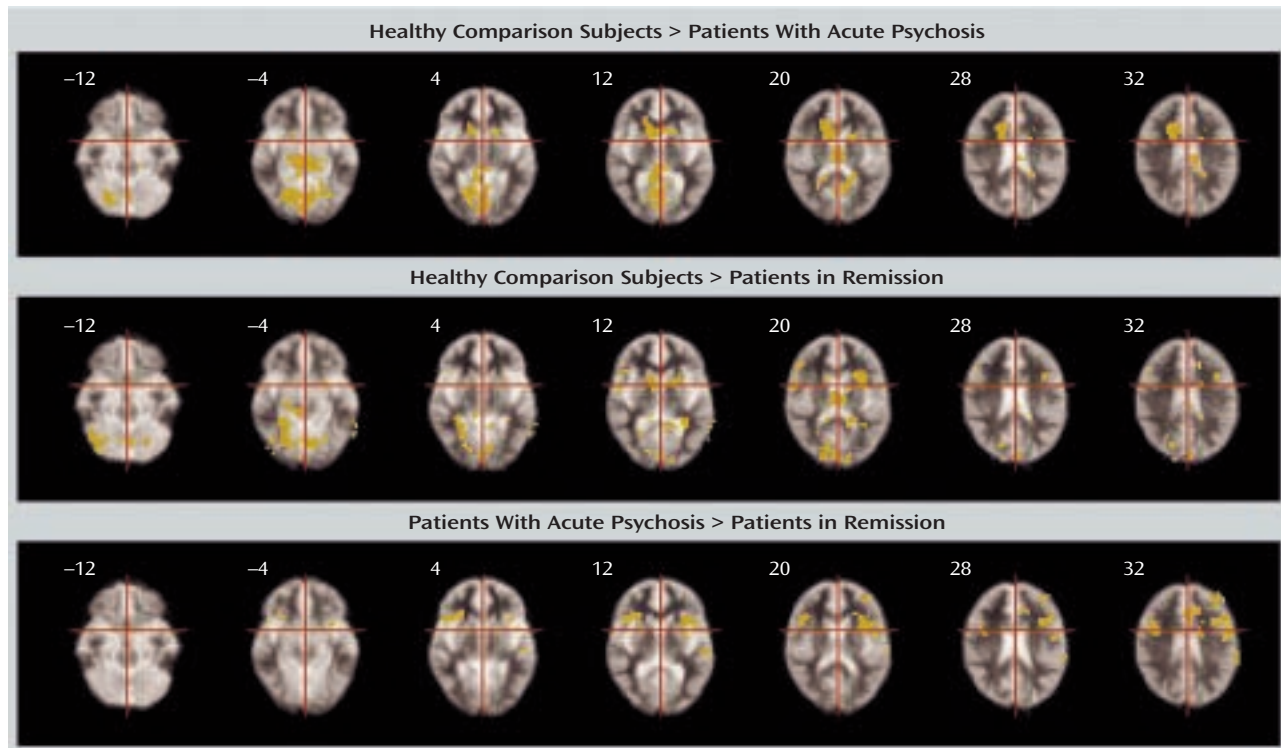 Healthy Comparison Subjects > Patients With Acute Psychosis
–12 –4 4 12 20 28 32
Healthy Comparison Subjects > Patients in Remission
–12 –4 4 12 20 28 32
Patients With Acute Psychosis > Patients in Remission
–12 –4 4 12 20 28 32